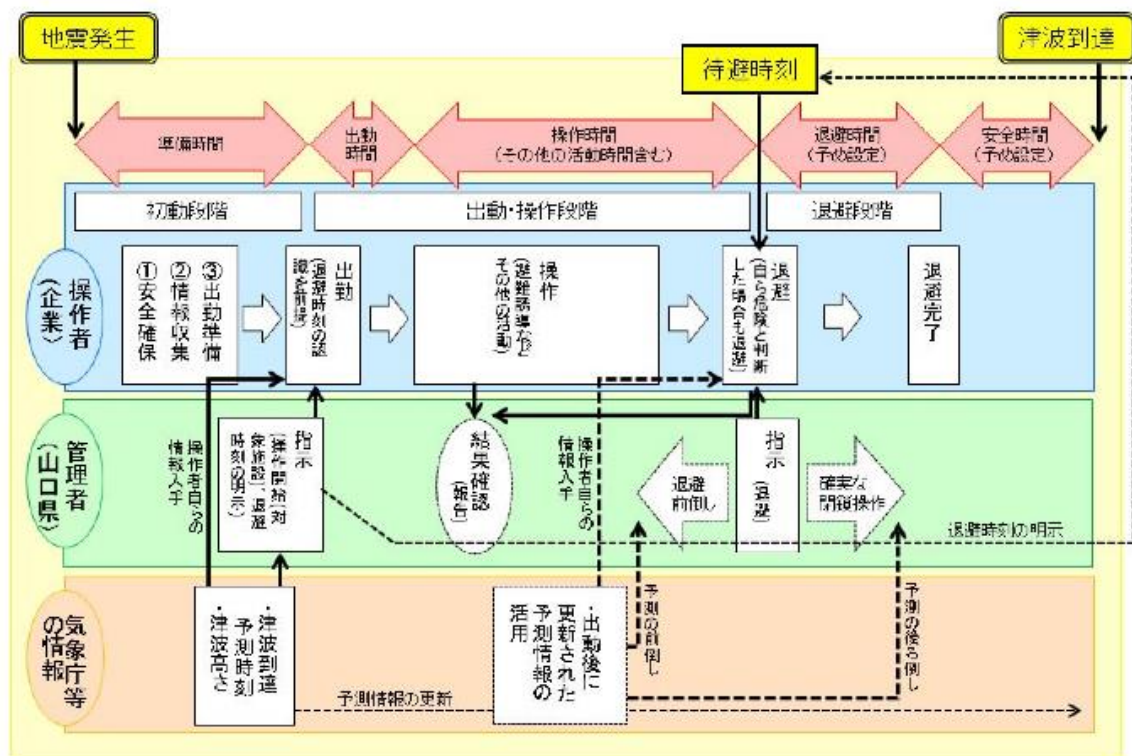 地震発生
待避時刻
津波到達
準備時間
出動
時間
操作時間
(その他の活動時間含む)
退避時間
(予め設定)
安全時間
(予め設定)
初動段階
出動・操作段階
退避段階
操作者
(企業)
①安全確保
②情報収集
③出動準備
出動
(退避時刻の認
識を前提)
操作
(避難誘導など
その他の活動)
退避
(自ら危険と判断
した場合も退避)
退避完了
管理者
(山口県)
操作者自らの
情報入手
指示
(操作開始(対
象施設)、退避
時刻の明示)
結果確認
(報告)
操作者自らの
情報入手
退避
前倒し
指示
(退避)
確実な
閉鎖操作
退避時刻の明示
気象庁等
の情報
・津波到達
予測時刻
・津波高さ
・出動後に
更新された
予測情報の
活用
予測の前倒し
予測の後ろ倒し
予測情報の更新